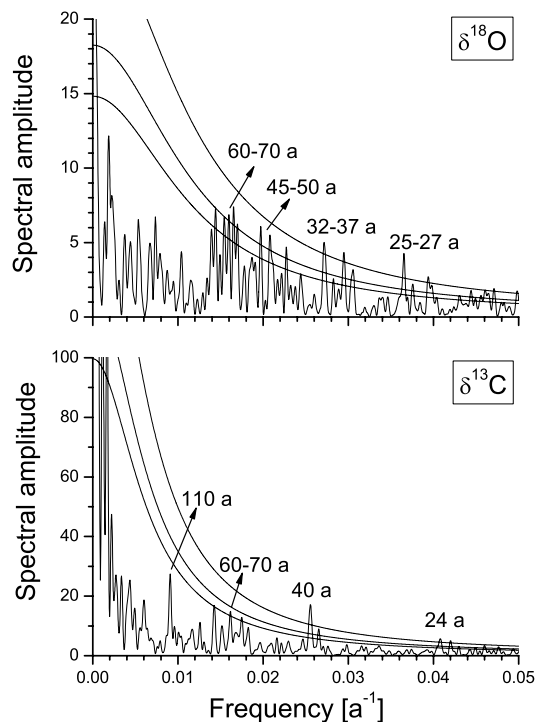 20
δ18O
15
Spectral amplitude
10
60-70 a
45-50 a
32-37 a
25-27 a
5
0
100
δ13C
80
Spectral amplitude
60
110 a
40
60-70 a
40 a
20
24 a
0
0.00 0.01 0.02 0.03 0.04 0.05
Frequency [a-1]